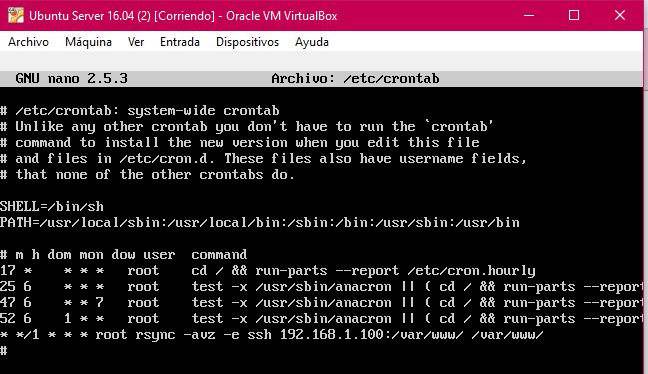 Ubuntu Server 16.04 (2) [Corriendo] - Oracle VM VirtualBox
Archivo Máquina Ver Entrada Dispositivos Ayuda
GNU nano 2.5.3 Archivo: /etc/crontab
# /etc/crontab: system-wide crontab
# Unlike any other crontab you don't have to run the `crontab'
# command to install the new version when you edit this file
# and files in /etc/cron.d. These files also have username fields,
# that none of the other crontabs do.
SHELL=/bin/sh
PATH=/usr/local/sbin:/usr/local/bin:/sbin:/bin:/usr/sbin:/usr/bin
# m h dom mon dow user command
17 * * * * root cd / && run-parts --report /etc/cron.hourly
25 6 * * * root test -x /usr/sbin/anacron || ( cd / && run-parts --report
47 6 * * 7 root test -x /usr/sbin/anacron || ( cd / && run-parts --report
52 6 1 * * root test -x /usr/sbin/anacron || ( cd / && run-parts --report
* */1 * * * root rsync -avz -e ssh 192.168.1.100:/var/www/ /var/www/
#